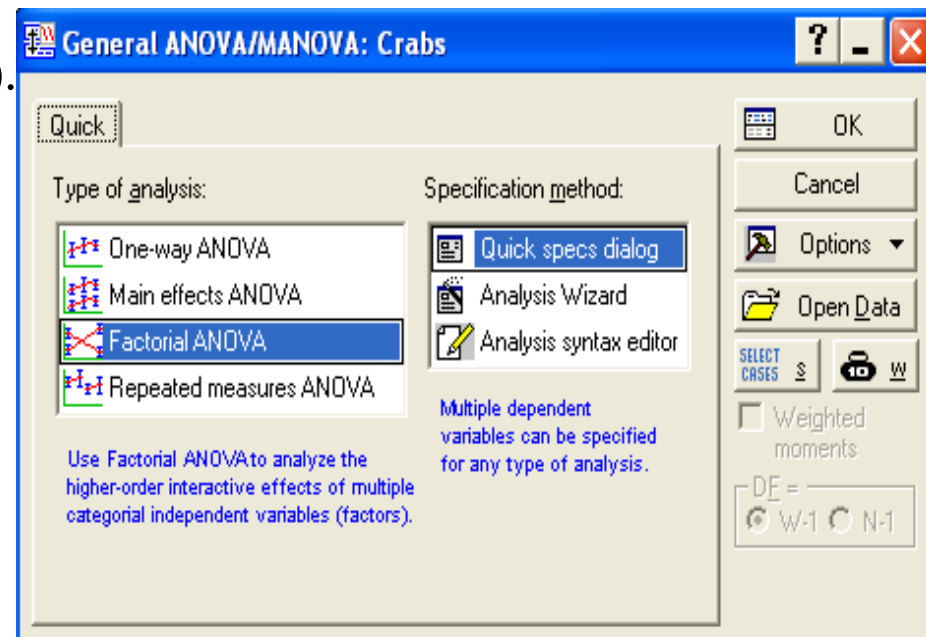 General ANOVA/MANOVA: Crabs
).
Quick
Type of analysis:
One-way ANOVA
Main effects ANOVA
Factorial ANOVA
Repeated measures ANOVA
Use Factorial ANOVA to analyze the
higher-order interactive effects of multiple
categorial independent variables (factors).
Specification method:
Quick specs dialog
Analysis Wizard
Analysis syntax editor
Multiple dependent
variables can be specified
for any type of analysis.
OK
Cancel
Options
Open Data
SELECT
CASES S
W
Weighted
moments
DF =
W-1 N-1